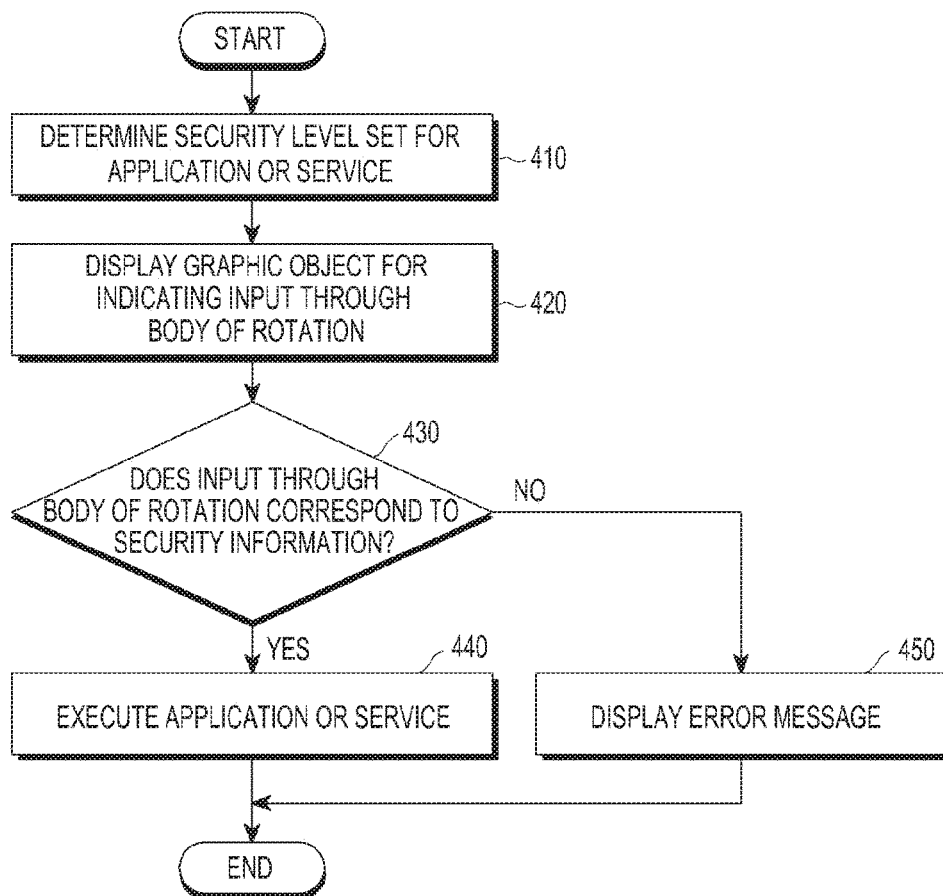 START
DETERMINE SECURITY LEVEL SET FOR
APPLICATION OR SERVICE
410
DISPLAY GRAPHIC OBJECT FOR
INDICATING INPUT THROUGH
BODY OF ROTATION
420
430
DOES INPUT THROUGH
BODY OF ROTATION CORRESPOND TO
SECURITY INFORMATION?
NO
YES
440
EXECUTE APPLICATION OR SERVICE
450
DISPLAY ERROR MESSAGE
END